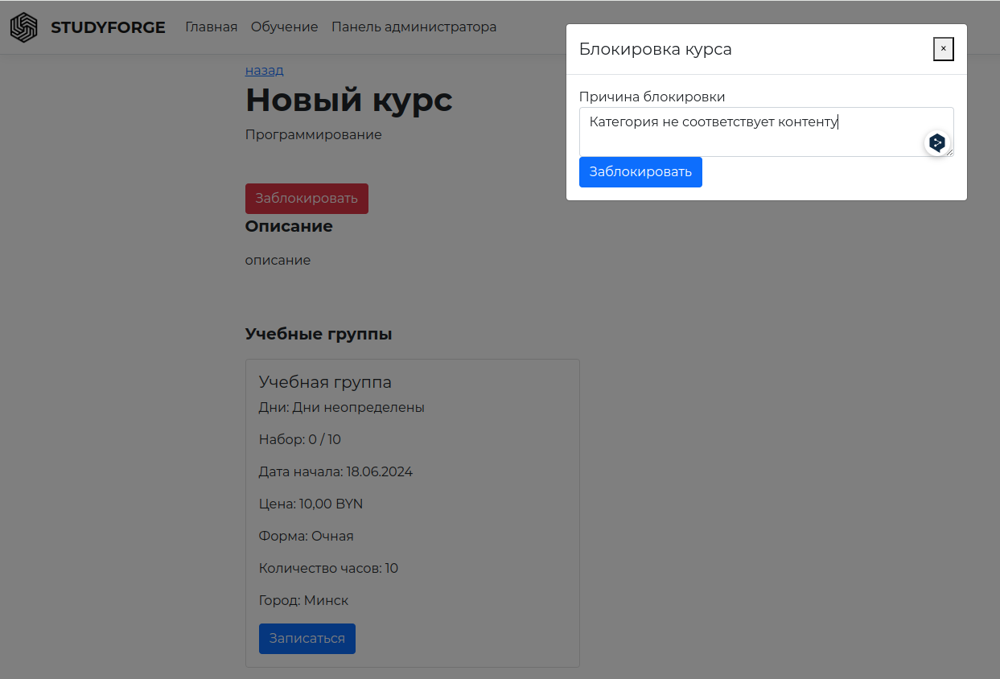 STUDYFORGE Главная Обучение Панель администратора
назад
Новый курс
Программирование
Заблокировать
Описание
описание
Учебные группы
Учебная группа
Дни: Дни неопределены
Набор: 0 / 10
Дата начала: 18.06.2024
Цена: 10,00 BYN
Форма: Очная
Количество часов: 10
Город: Минск
Записаться
Блокировка курса
×
Причина блокировки
Категория не соответствует контенту
Заблокировать